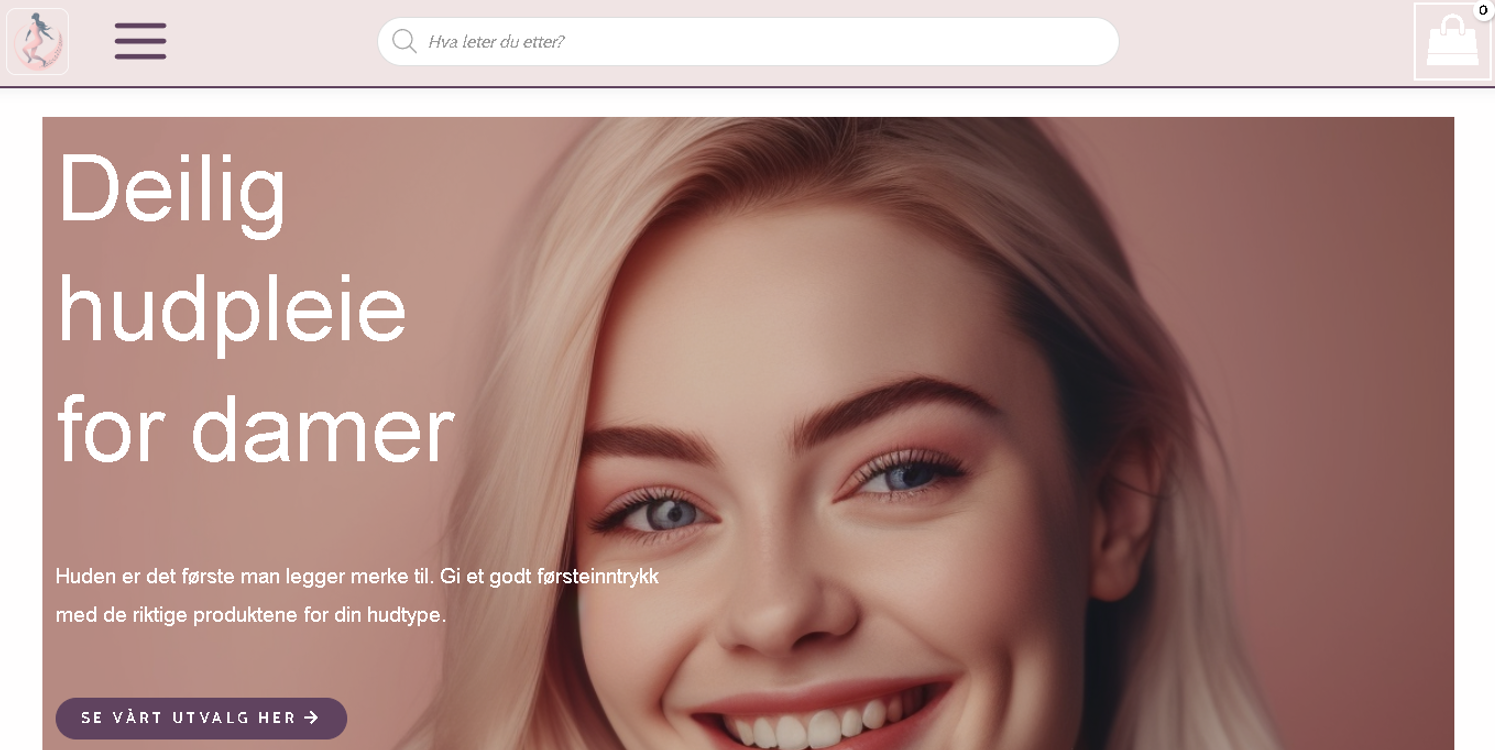 Hva leter du etter?
0
Deilig
hudpleie
for damer
Huden er det første man legger merke til. Gi et godt førsteinntrykk
med de riktige produktene for din hudtype.
SE VÅRT UTVALG HER →